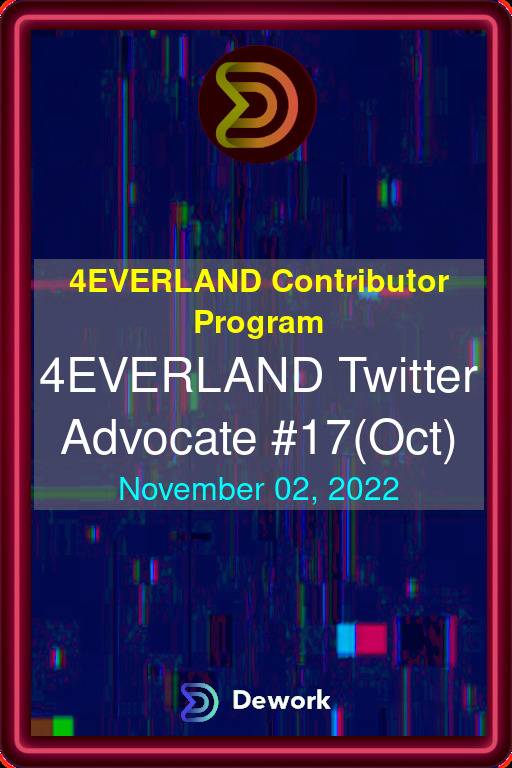 4EVERLAND Contributor
Program
4EVERLAND Twitter
Advocate #17(Oct)
November 02, 2022
Dework